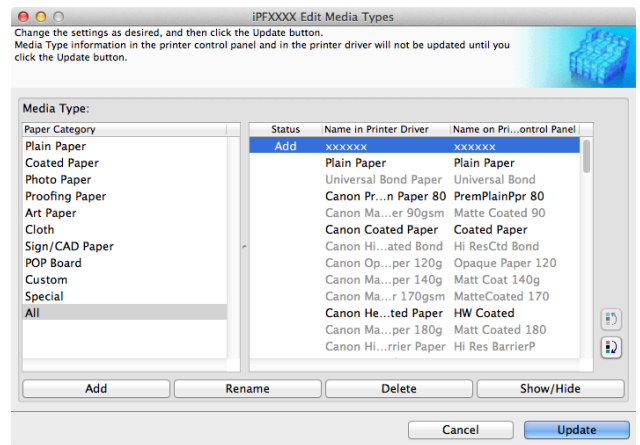 iPFXXXX Edit Media Types
Change the settings as desired, and then click the Update button.
Media Type information in the printer control panel and in the printer driver will not be updated until you
click the Update button.
Media Type:
Paper Category
Plain Paper
Coated Paper
Photo Paper
Proofing Paper
Art Paper
Cloth
Sign/CAD Paper
POP Board
Custom
Special
All
Status Name in Printer Driver Name on Pri...ontrol Panel
Add xxxxxx xxxxxx
Plain Paper Plain Paper
Universal Bond Paper Universal Bond
Canon Pr...n Paper 80 PremPlainPpr 80
Canon Ma...er 90gsm Matte Coated 90
Canon Coated Paper Coated Paper
Canon Hi...ated Bond Hi ResCtd Bond
Canon Op...per 120g Opaque Paper 120
Canon Ma...per 140g Matt Coat 140g
Canon Ma...r 170gsm MatteCoated 170
Canon He...ted Paper HW Coated
Canon Ma...per 180g Matt Coated 180
Canon Hi...rrier Paper Hi Res BarrierP
Add Rename Delete Show/Hide
Cancel Update